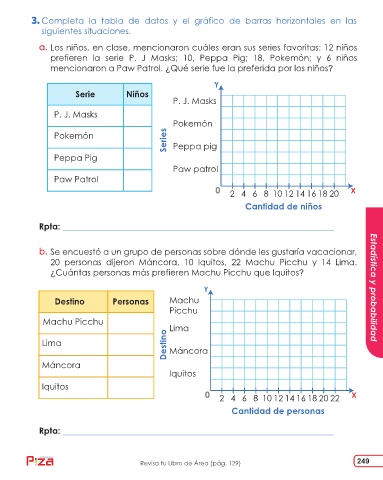 3. Completa la tabla de datos y el gráfico de barras horizontales en las
siguientes situaciones.
a. Los niños, en clase, mencionaron cuáles eran sus series favoritas: 12 niños
prefieren la serie P. J Masks; 10, Peppa Pig; 18, Pokemón; y 6 niños
mencionaron a Paw Patrol. ¿Qué serie fue la preferida por los niños?
Serie Niños
P. J. Masks
Pokemón
Peppa Pig
Paw Patrol
Y
P. J. Masks
Pokemón
Peppa pig
Paw patrol
Series
0 2 4 6 8 10 12 14 16 18 20 X
Cantidad de niños
Rpta:
b. Se encuestó a un grupo de personas sobre dónde les gustaría vacacionar,
20 personas dijeron Máncora, 10 Iquitos, 22 Machu Picchu y 14 Lima.
¿Cuántas personas más prefieren Machu Picchu que Iquitos?
Destino Personas
Machu Picchu
Lima
Máncora
Iquitos
Y
Machu
Picchu
Lima
Máncora
Iquitos
Destino
0 2 4 6 8 10 12 14 16 18 20 22 X
Cantidad de personas
Rpta:
Estadística y probabilidad
Piza
Revisa tu Libro de Área (pág. 129)
249